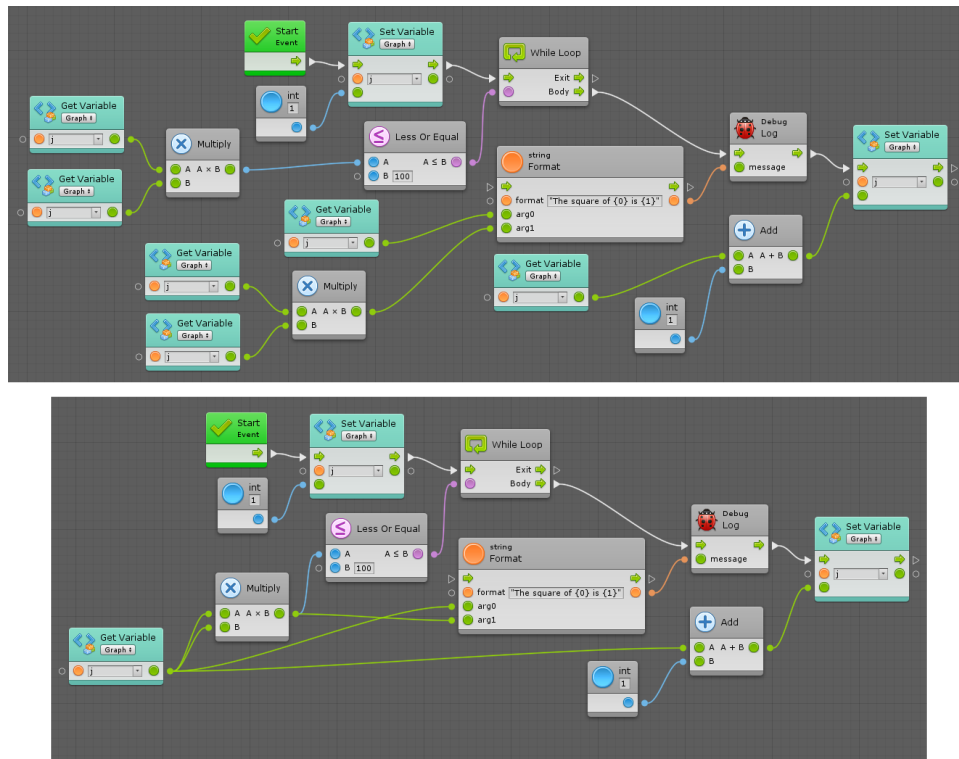 Start
Event
Set Variable
Graph
j
int
1
While Loop
Exit
Body
Get Variable
Graph
j
Multiply
A A × B
B
Get Variable
Graph
j
Less Or Equal
A A ≤ B
B 100
string
Format
format "The square of {0} is {1}"
arg0
arg1
Debug
Log
message
Set Variable
Graph
j
Get Variable
Graph
j
Get Variable
Graph
j
Multiply
A A × B
B
Get Variable
Graph
j
Get Variable
Graph
j
Add
A A + B
B
int
1
Start
Event
Set Variable
Graph
j
int
1
While Loop
Exit
Body
Less Or Equal
A A ≤ B
B 100
string
Format
format "The square of {0} is {1}"
arg0
arg1
Debug
Log
message
Set Variable
Graph
j
Multiply
A A × B
B
Get Variable
Graph
j
Add
A A + B
B
int
1